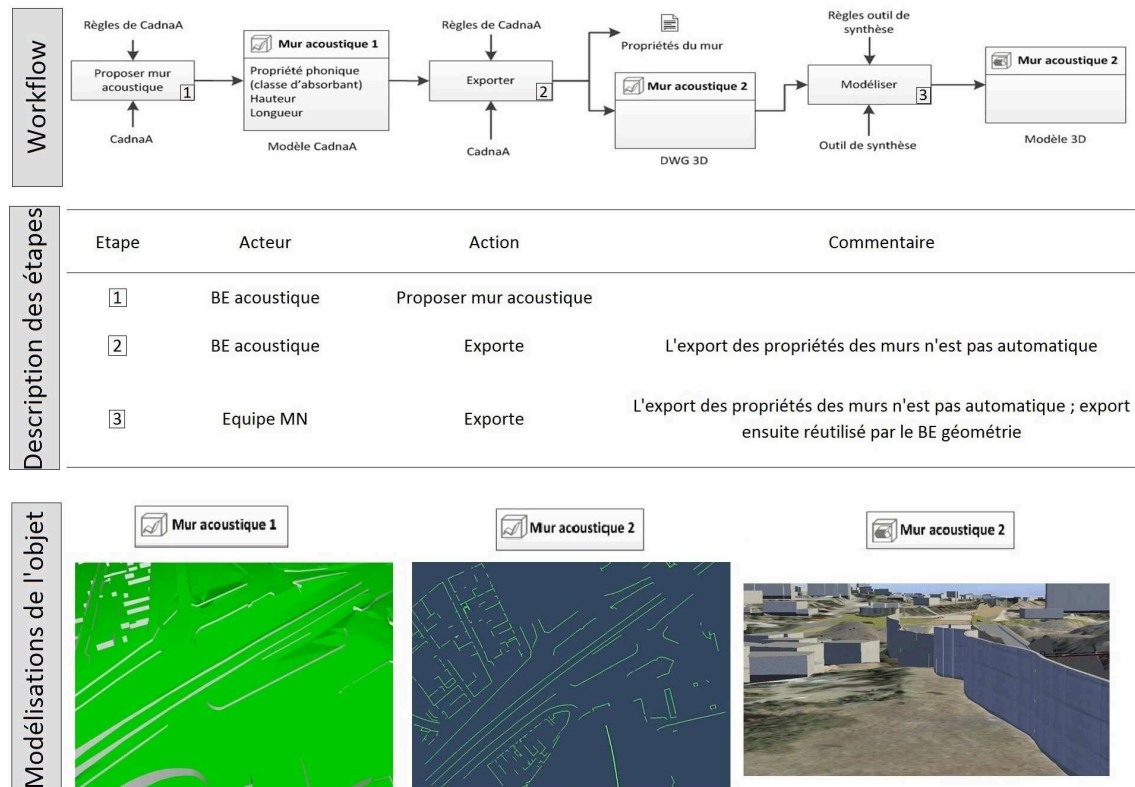 Workflow
Règles de CadnaA
Proposer mur
acoustique
1
CadnaA
Mur acoustique 1
Propriété phonique
(classe d'absorbant)
Hauteur
Longueur
Modèle CadnaA
Règles de CadnaA
Exporter
2
CadnaA
Propriétés du mur
Mur acoustique 2
DWG 3D
Règles outil de
synthèse
Modéliser
3
Outil de synthèse
Mur acoustique 2
Modèle 3D
Description des étapes
Etape Acteur Action Commentaire
1 BE acoustique Proposer mur acoustique
2 BE acoustique Exporte L'export des propriétés des murs n'est pas automatique
3 Equipe MN Exporte L'export des propriétés des murs n'est pas automatique ; export
ensuite réutilisé par le BE géométrie
Modélisations de l'objet
Mur acoustique 1
Mur acoustique 2
Mur acoustique 2